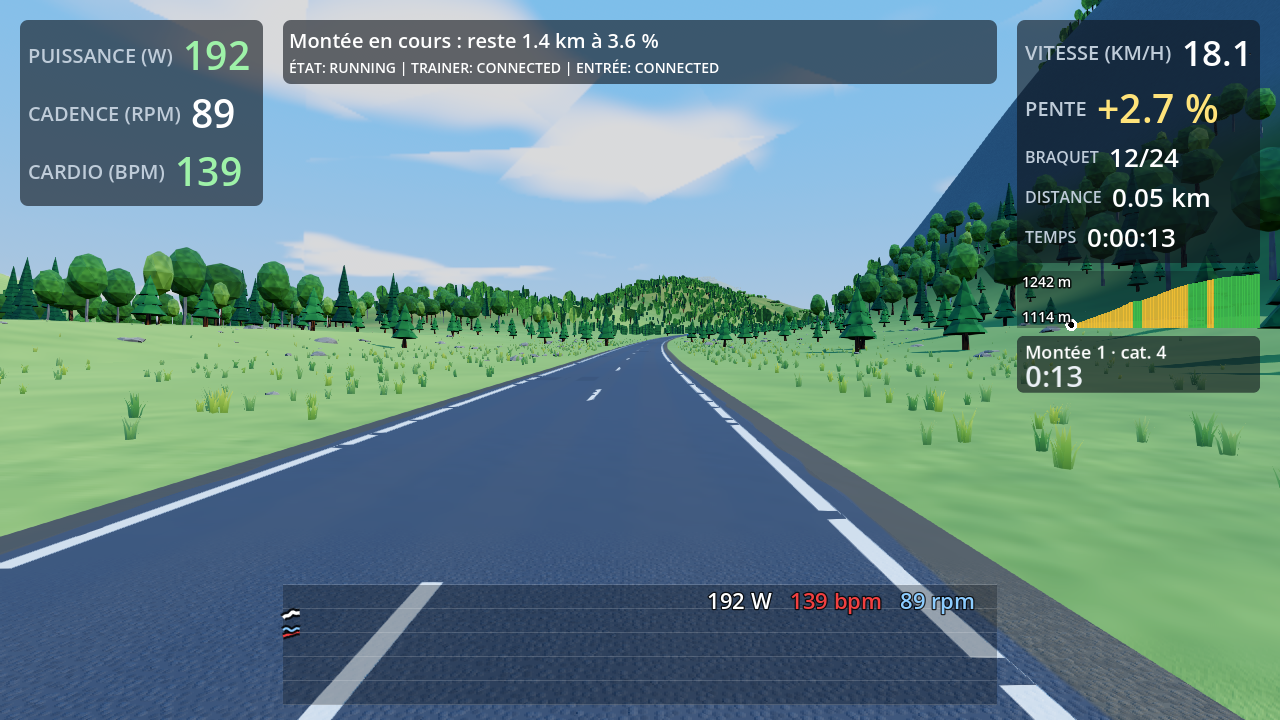 PUISSANCE (W) 192
CADENCE (RPM) 89
CARDIO (BPM) 139
Montée en cours : reste 1.4 km à 3.6 %
ÉTAT: RUNNING | TRAINER: CONNECTED | ENTRÉE: CONNECTED
VITESSE (KM/H) 18.1
PENTE +2.7 %
BRAQUET 12/24
DISTANCE 0.05 km
TEMPS 0:00:13
1242 m
1114 m
Montée 1 · cat. 4
0:13
192 W 139 bpm 89 rpm